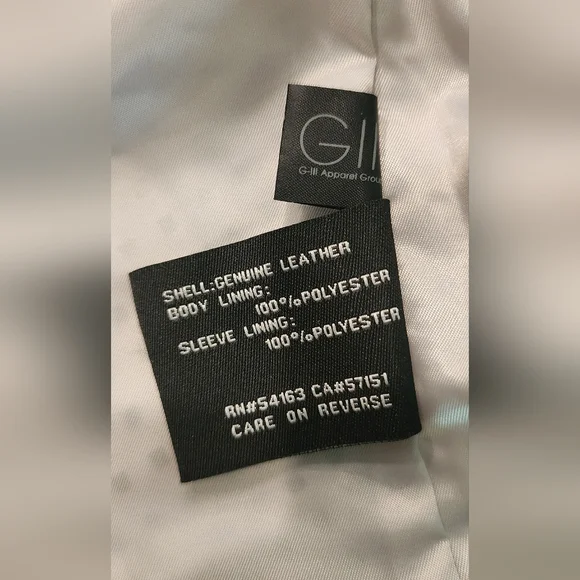 GIII
G-III Apparel Group
SHELL:GENUINE LEATHER
BODY LINING:
100%POLYESTER
SLEEVE LINING:
100%POLYESTER
RN#54163 CA#57151
CARE ON REVERSE